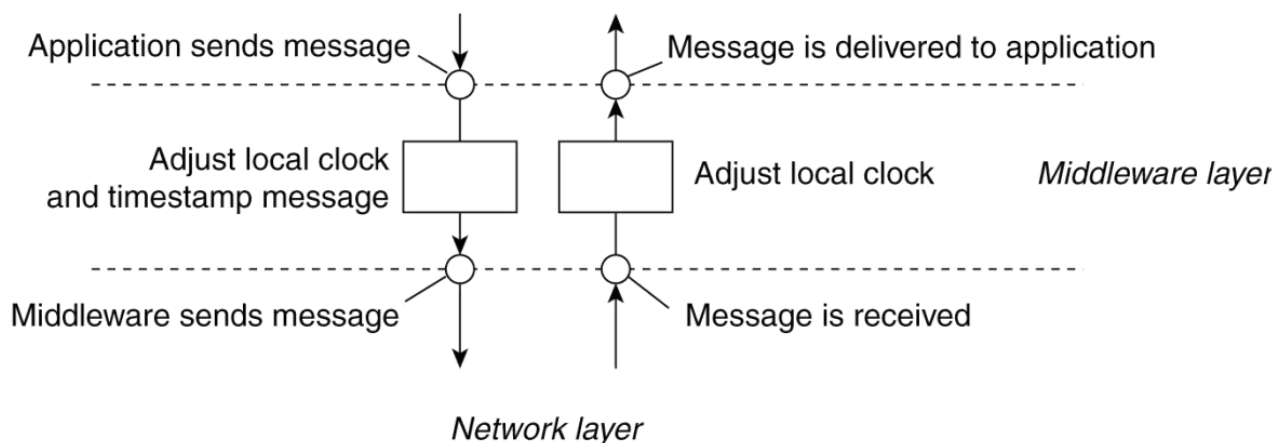 Application sends message
Message is delivered to application
Adjust local clock
and timestamp message
Adjust local clock
Middleware layer
Middleware sends message
Message is received
Network layer